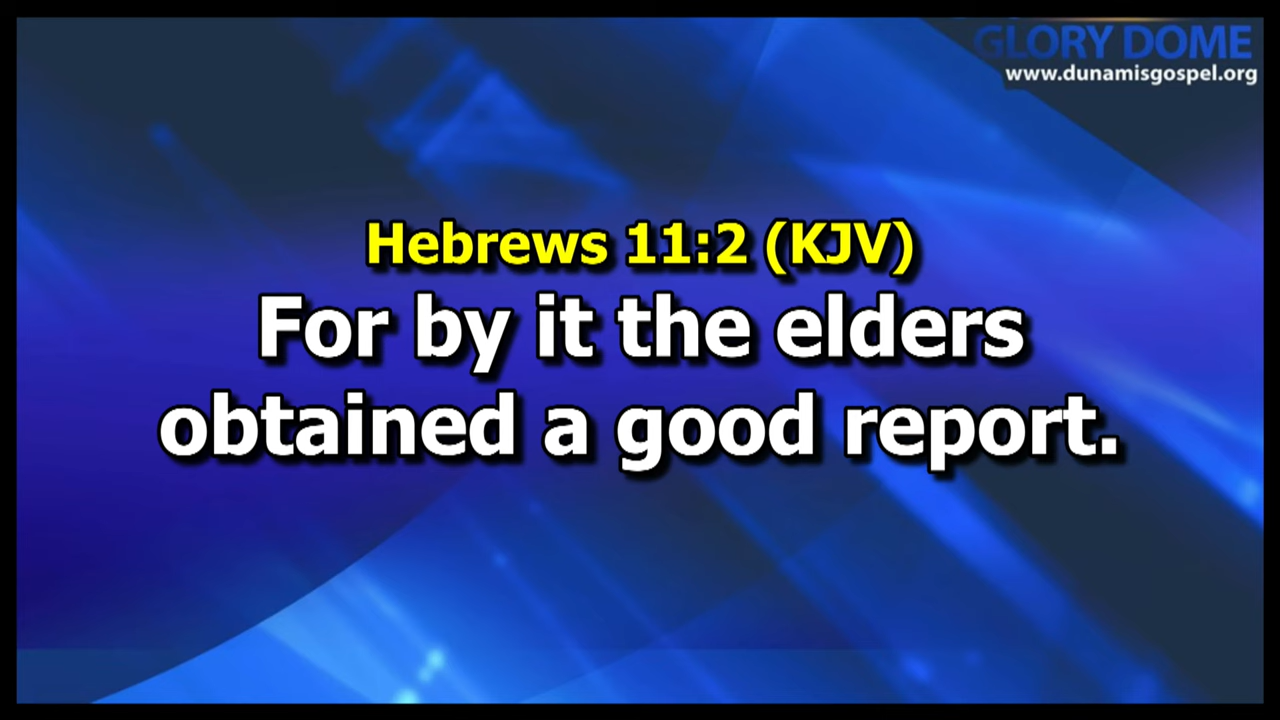 GLORY DOME
www.dunamisgospel.org
Hebrews 11:2 (KJV)
For by it the elders
obtained a good report.